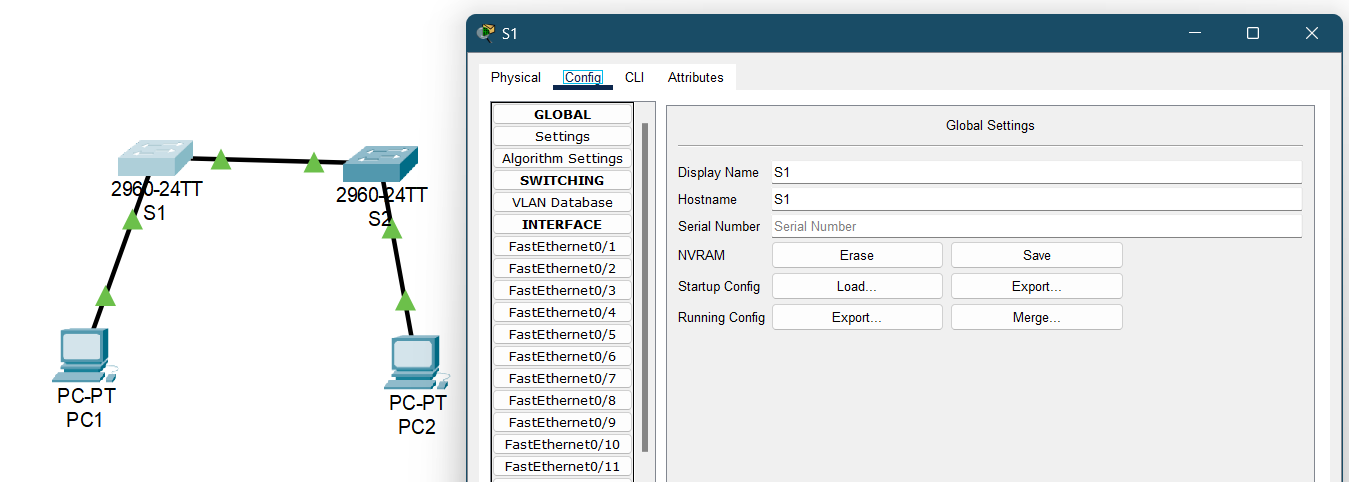 S1
Physical
Config
CLI
Attributes
GLOBAL
Settings
Algorithm Settings
SWITCHING
VLAN Database
INTERFACE
FastEthernet0/1
FastEthernet0/2
FastEthernet0/3
FastEthernet0/4
FastEthernet0/5
FastEthernet0/6
FastEthernet0/7
FastEthernet0/8
FastEthernet0/9
FastEthernet0/10
FastEthernet0/11
Global Settings
Display Name S1
Hostname S1
Serial Number Serial Number
NVRAM Erase Save
Startup Config Load... Export...
Running Config Export... Merge...
2960-24TT
S1
2960-24TT
S2
PC-PT
PC1
PC-PT
PC2